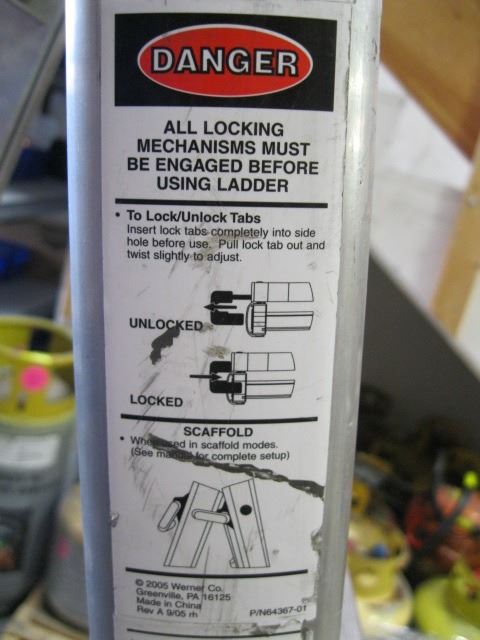 DANGER
ALL LOCKING
MECHANISMS MUST
BE ENGAGED BEFORE
USING LADDER
• To Lock/Unlock Tabs
Insert lock tabs completely into side
hole before use. Pull lock tab out and
twist slightly to adjust.
UNLOCKED
LOCKED
SCAFFOLD
• When used in scaffold modes.
(See manual for complete setup)
© 2005 Werner Co.
Greenville, PA 16125
Made in China
Rev A 9/05 rh
P/N64367-01